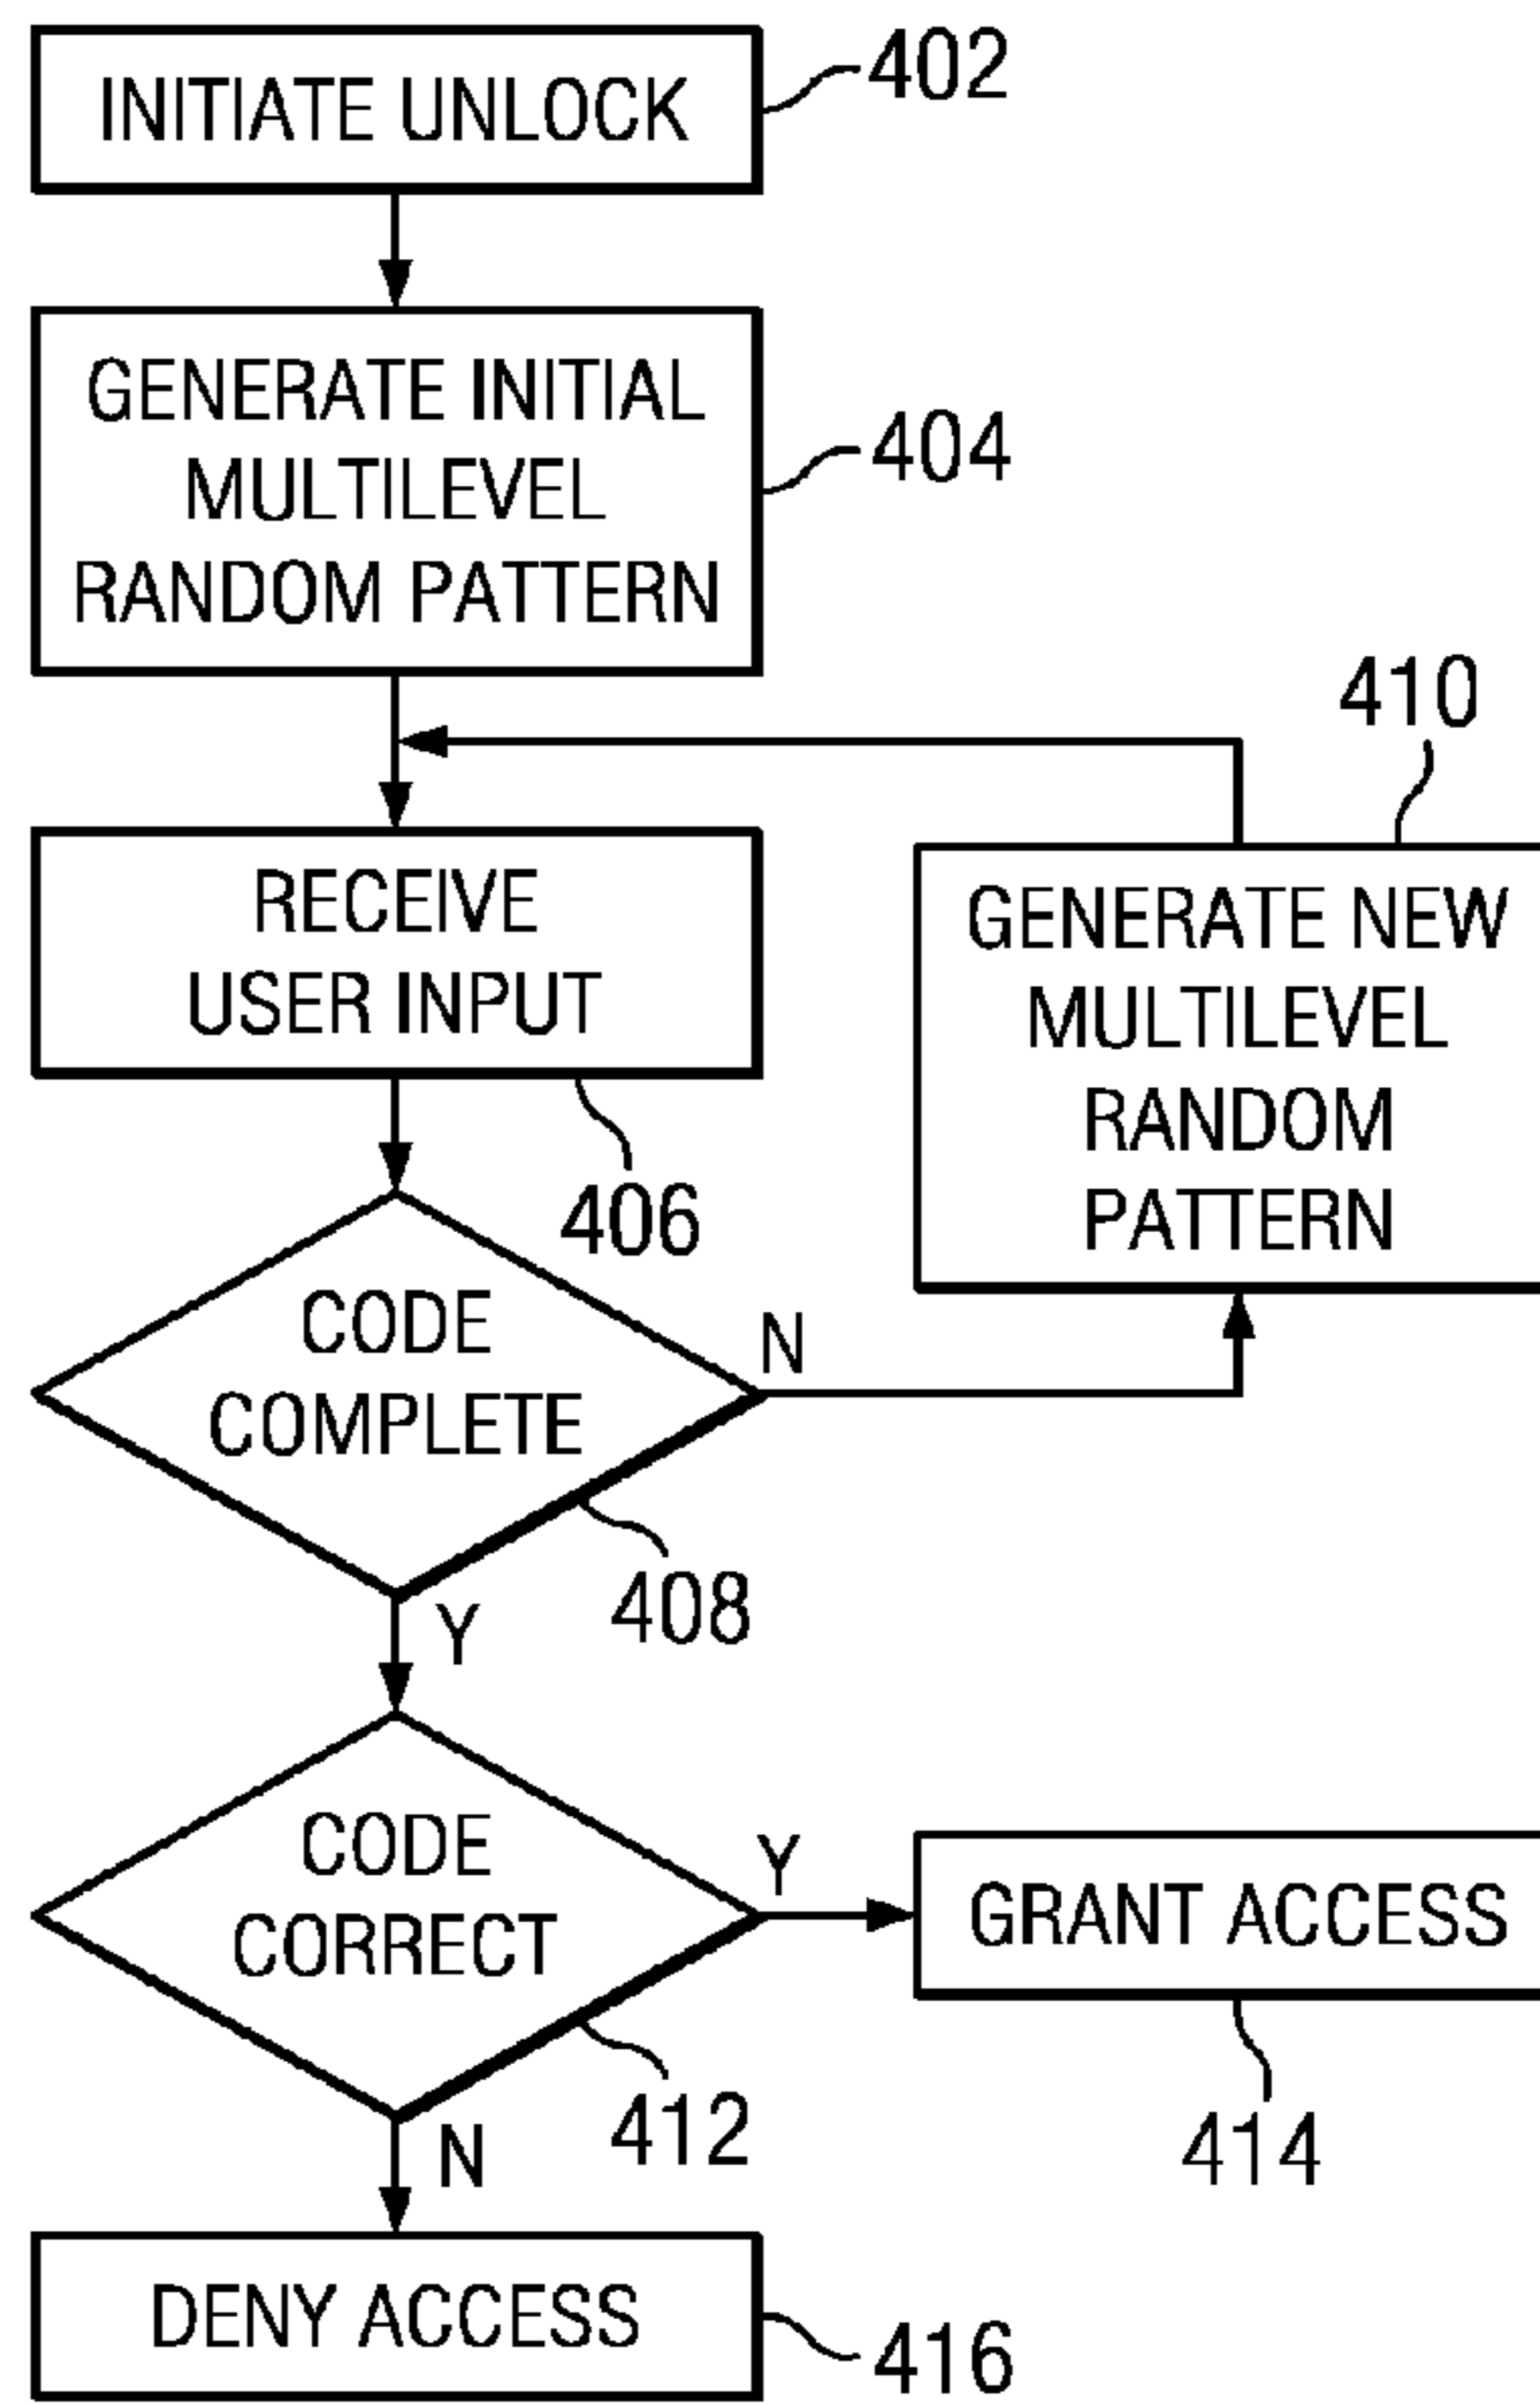 INITIATE UNLOCK
402
GENERATE INITIAL
MULTILEVEL
RANDOM PATTERN
404
410
RECEIVE
USER INPUT
406
GENERATE NEW
MULTILEVEL
RANDOM
PATTERN
CODE
COMPLETE
N
408
Y
CODE
CORRECT
Y
GRANT ACCESS
412
414
N
DENY ACCESS
416